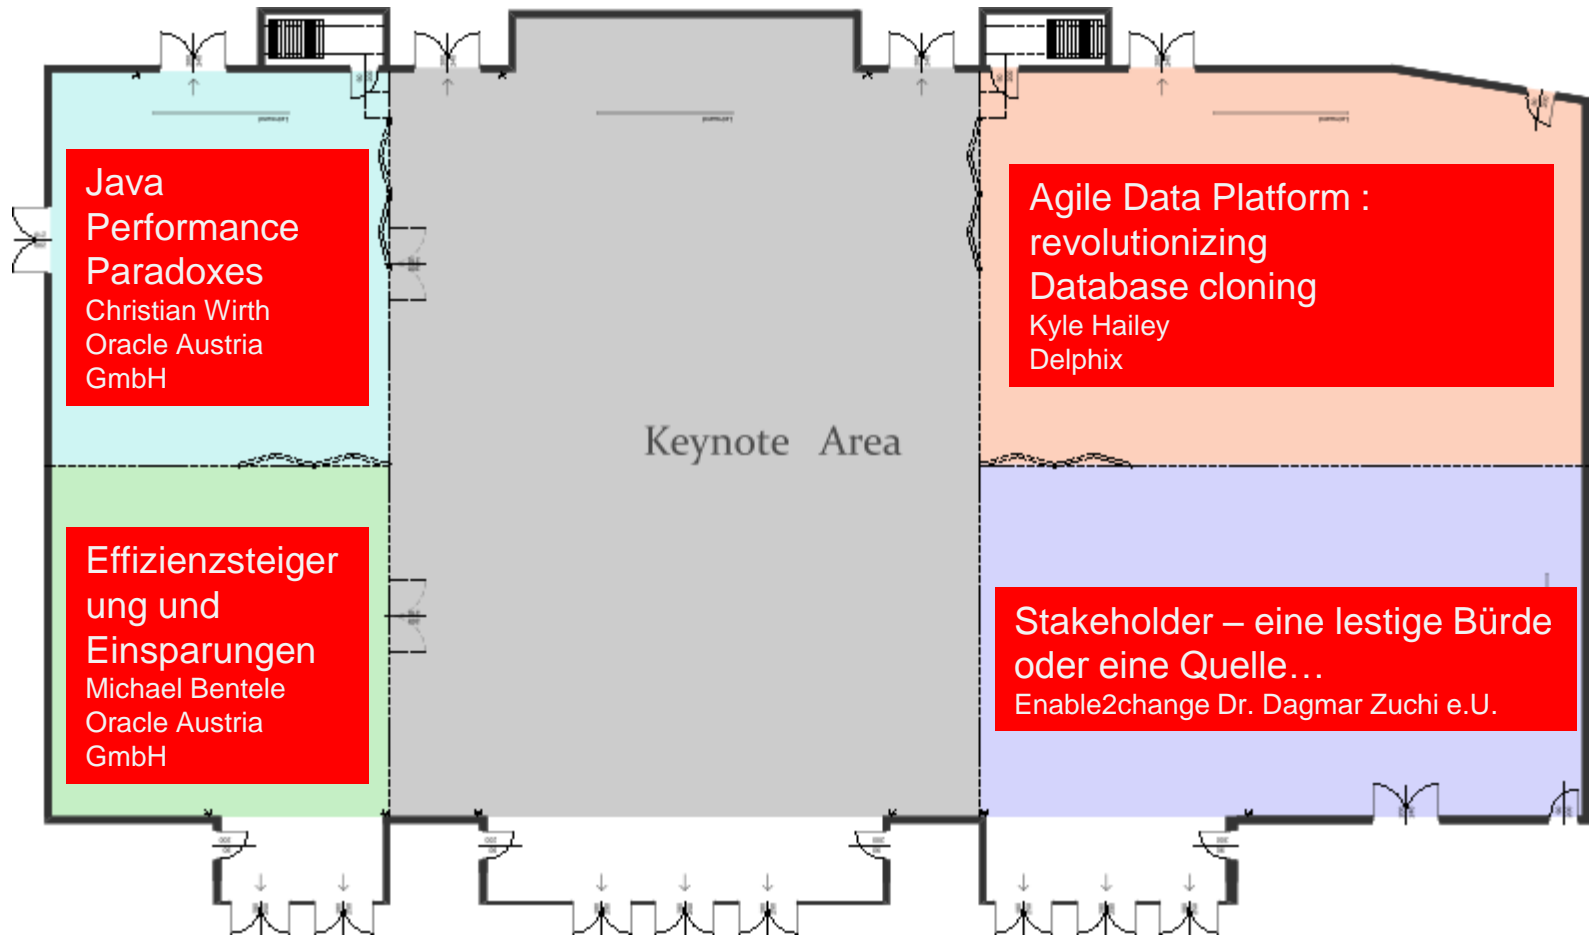 Java
Performance
Paradoxes
Christian Wirth
Oracle Austria
GmbH
Agile Data Platform :
revolutionizing
Database cloning
Kyle Hailey
Delphix
Keynote Area
Effizienzsteiger
ung und
Einsparungen
Michael Bentele
Oracle Austria
GmbH
Stakeholder – eine lestige Bürde
oder eine Quelle…
Enable2change Dr. Dagmar Zuchi e.U.